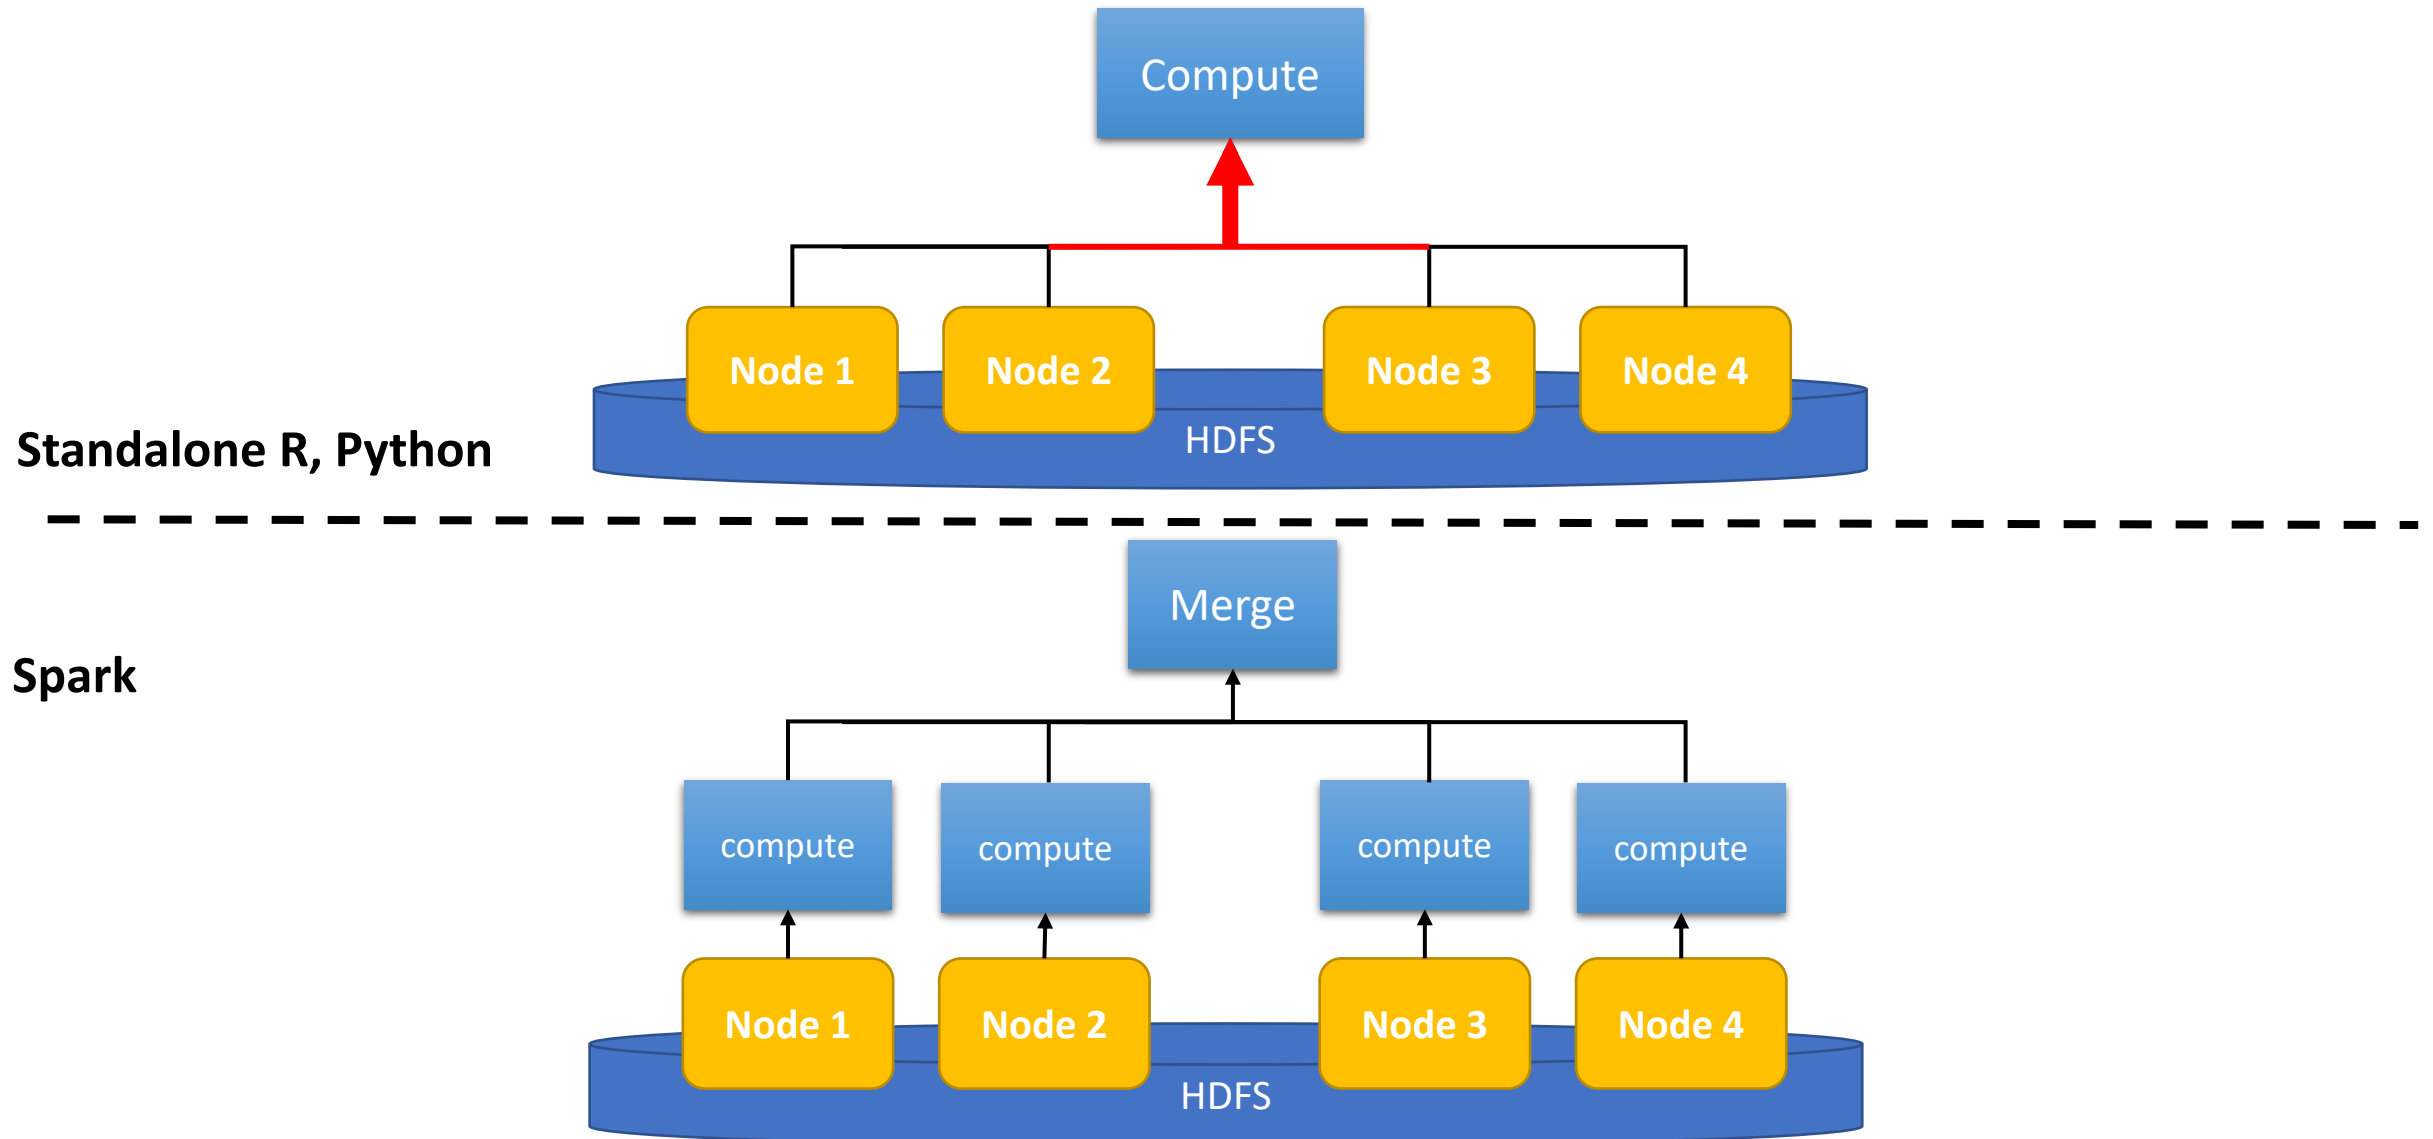 Compute
Node 1
Node 2
Node 3
Node 4
HDFS
Standalone R, Python
Merge
Spark
compute
compute
compute
compute
Node 1
Node 2
Node 3
Node 4
HDFS